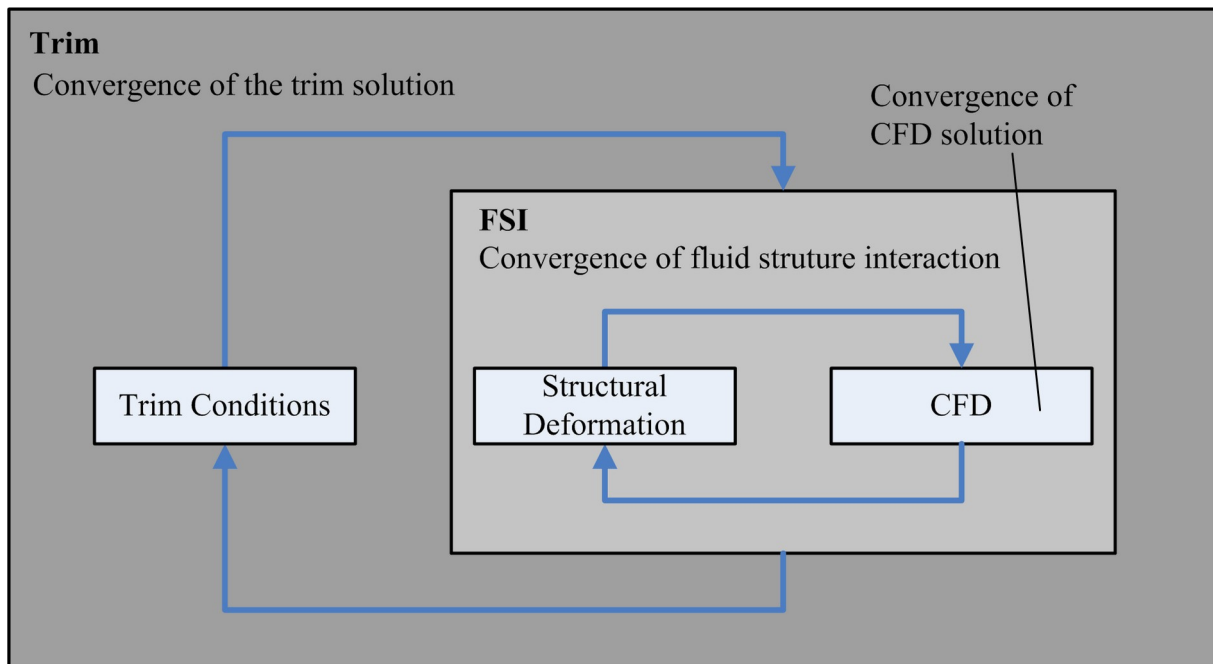 Trim
Convergence of the trim solution
Convergence of
CFD solution
FSI
Convergence of fluid struture interaction
Trim Conditions
Structural
Deformation
CFD